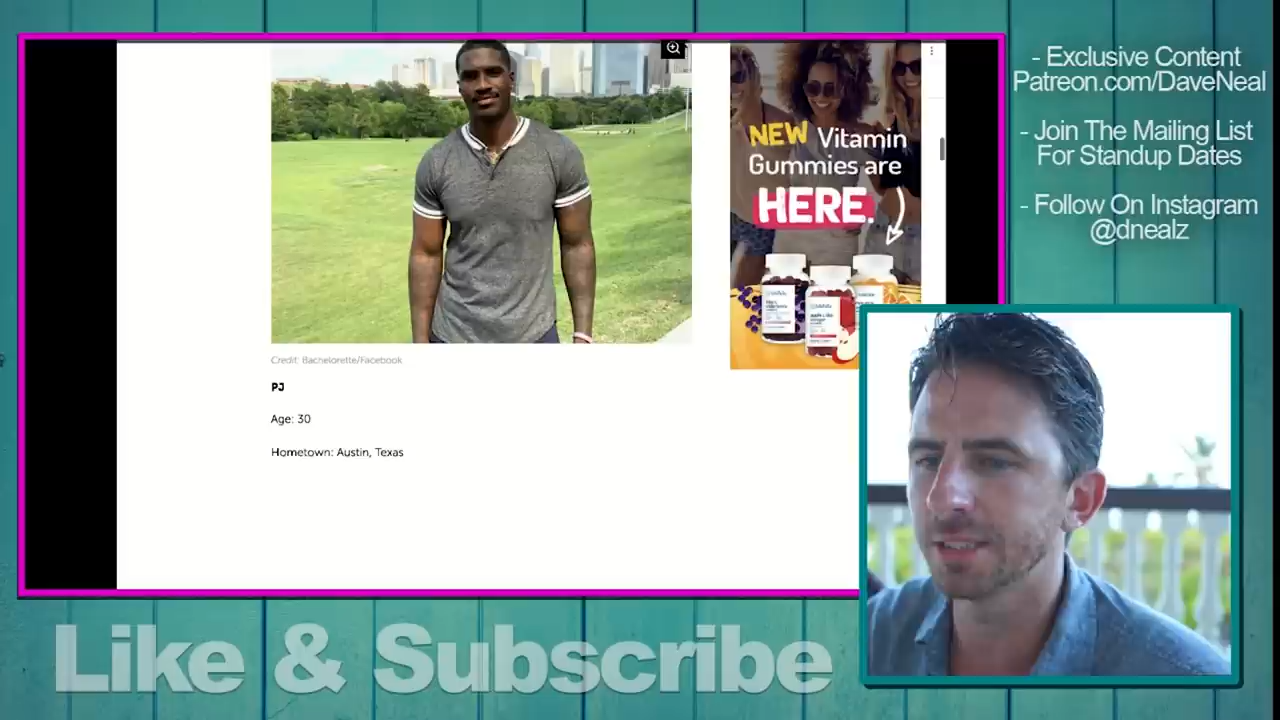 - Exclusive Content
Patreon.com/DaveNeal
- Join The Mailing List
For Standup Dates
- Follow On Instagram
@dnealz
NEW Vitamin
Gummies are
HERE.
Credit: Bachelorette/Facebook
PJ
Age: 30
Hometown: Austin, Texas
Like & Subscribe